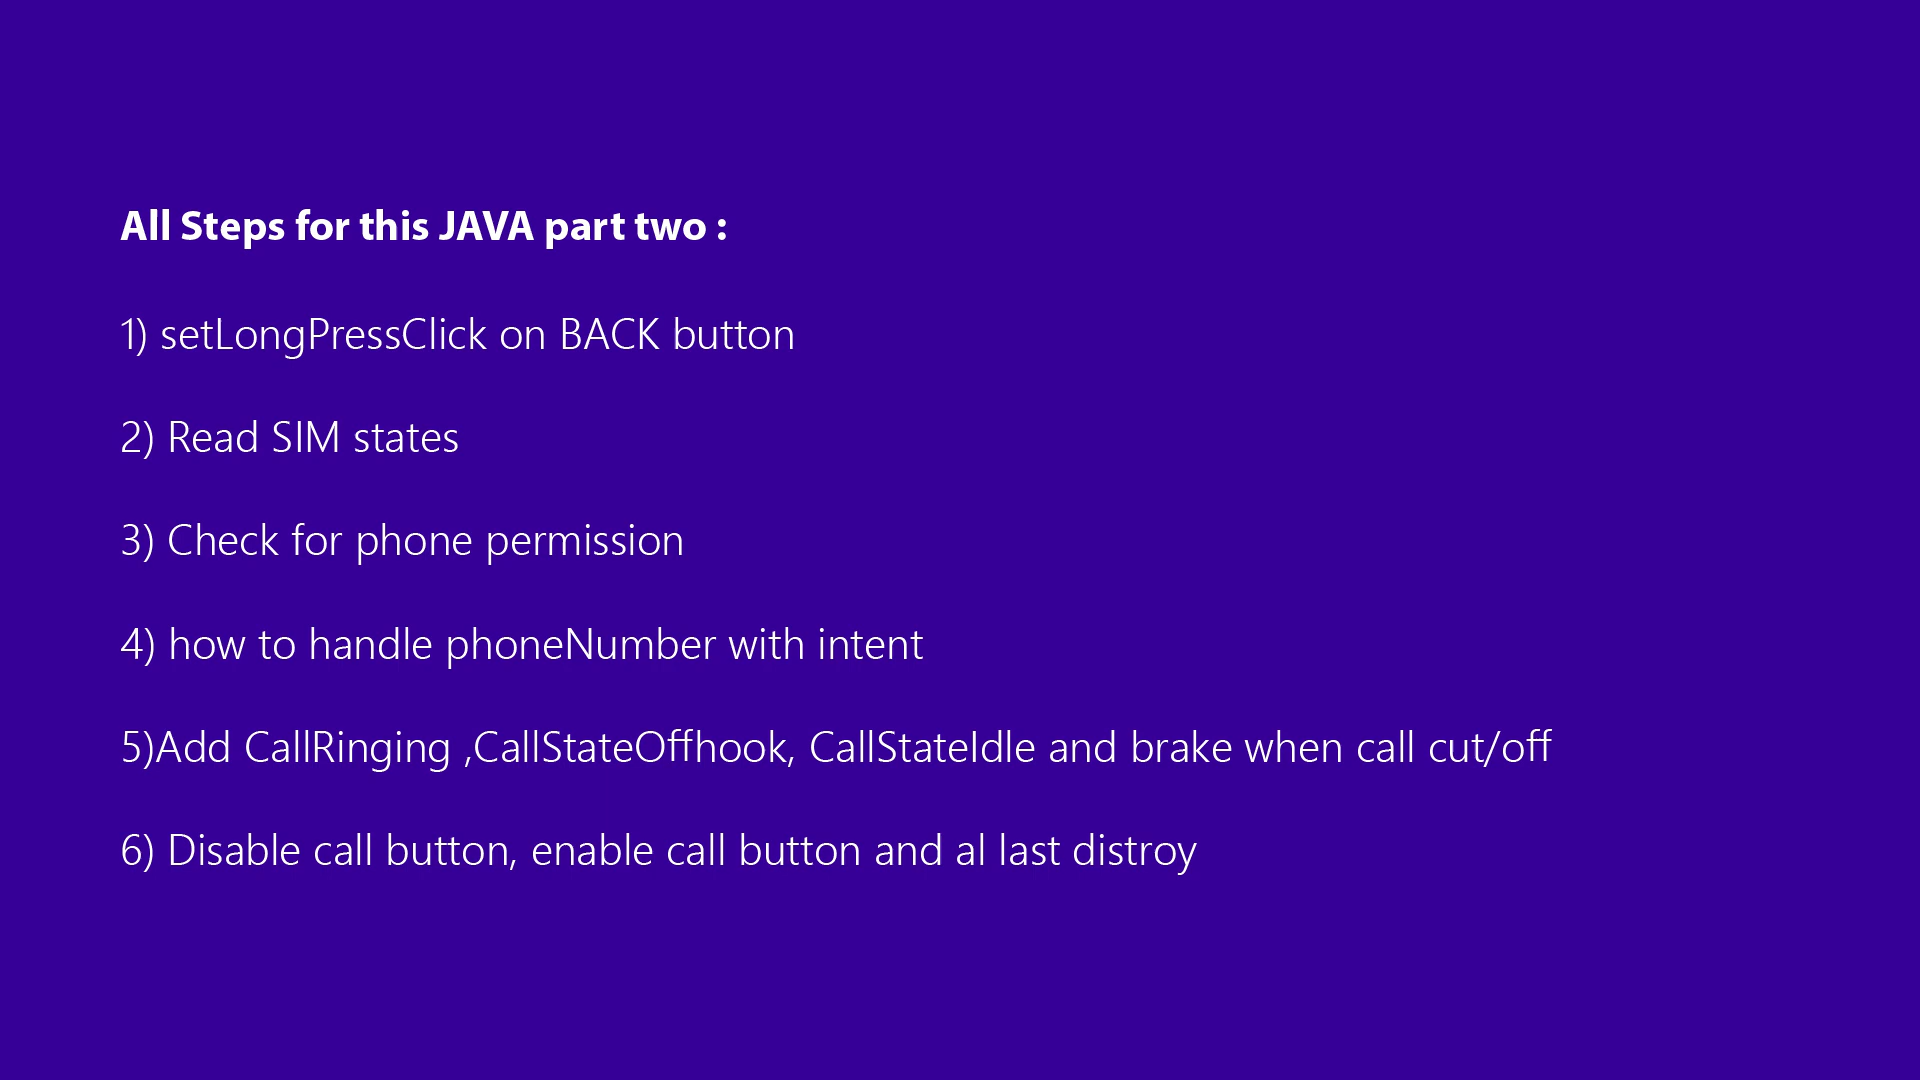 All Steps for this JAVA part two :
1) setLongPressClick on BACK button
2) Read SIM states
3) Check for phone permission
4) how to handle phoneNumber with intent
5)Add CallRinging ,CallStateOffhook, CallStateIdle and brake when call cut/off
6) Disable call button, enable call button and al last distroy